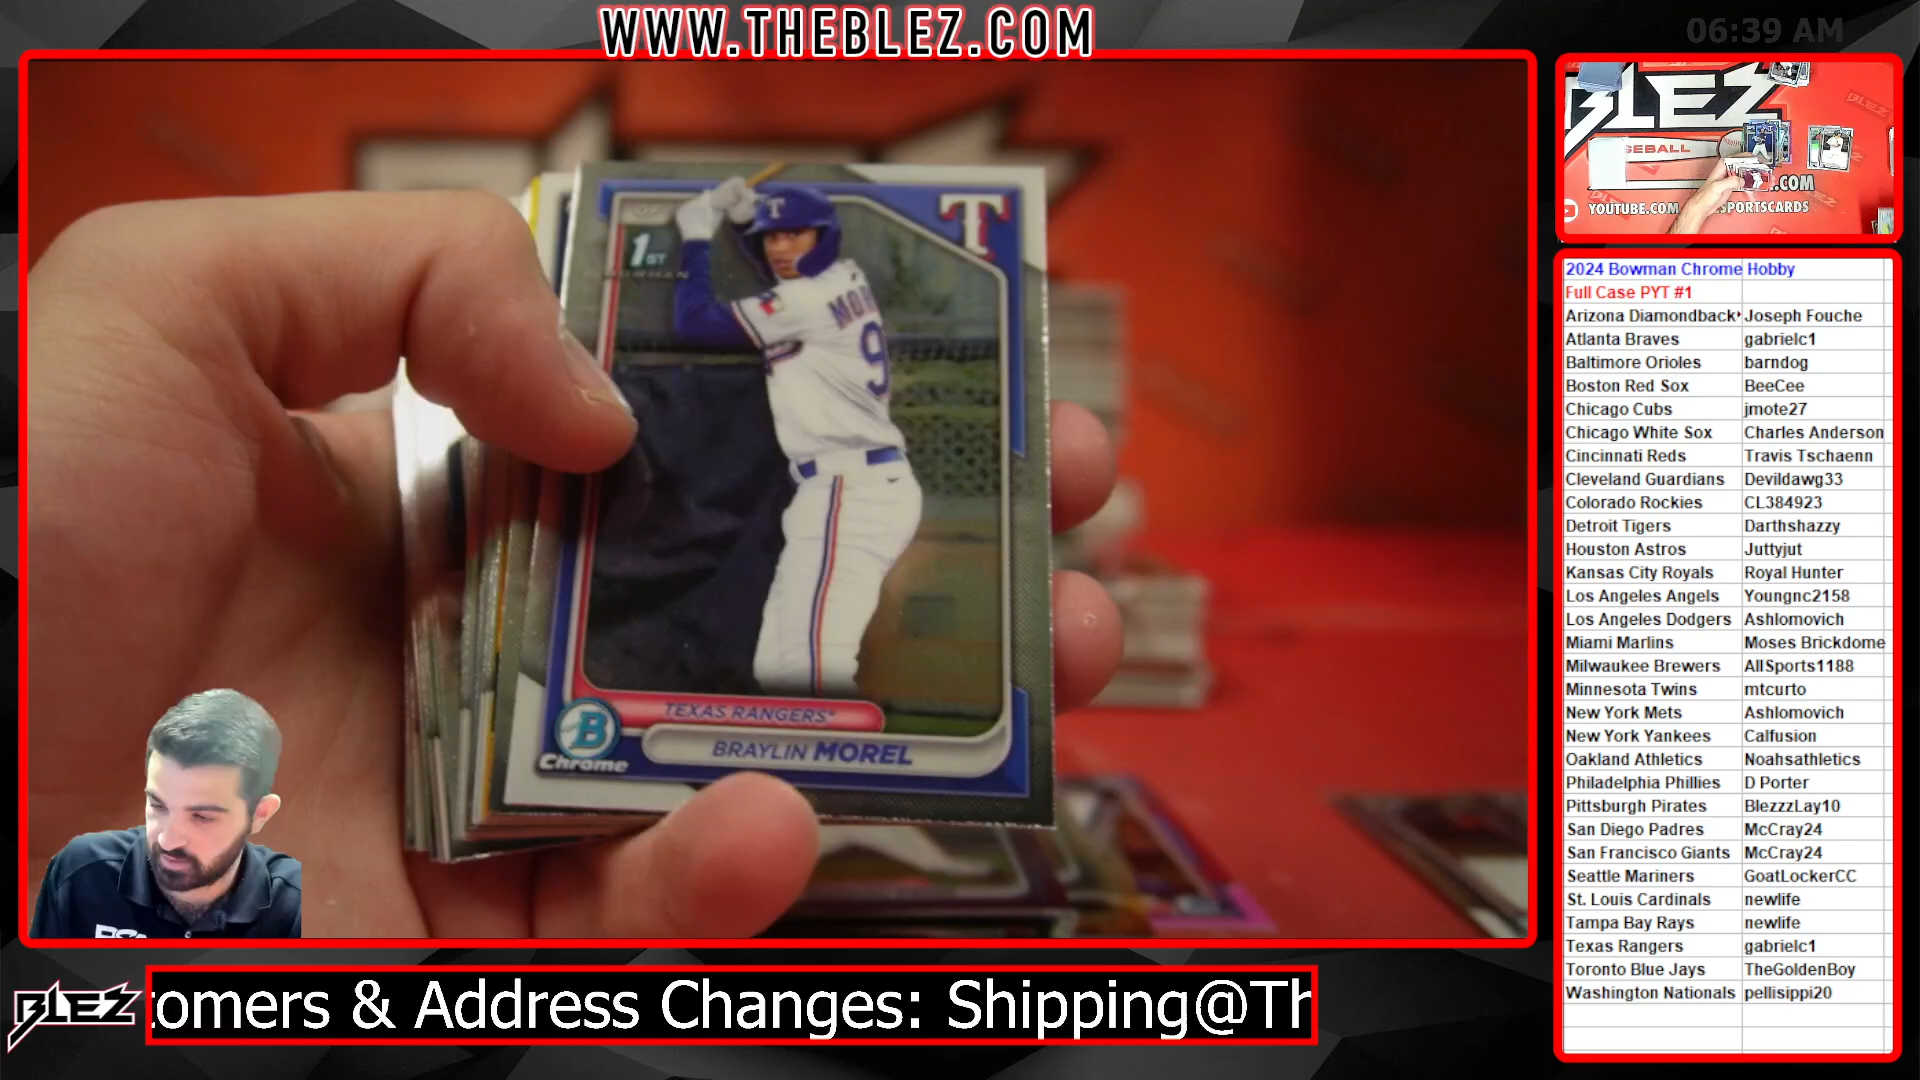 WWW.THEBLEZ.COM
06:39 AM
T
T
1ST
BOWMAN
9
TEXAS RANGERS
BRAYLIN MOREL
B
Chrome
BLEZ
BLEZ
SEBALL
.COM
YOUTUBE.COM
SPORTSCARDS
2024 Bowman Chrome Hobby
Full Case PYT #1
Arizona Diamondback Joseph Fouche
Atlanta Braves gabrielc1
Baltimore Orioles barndog
Boston Red Sox BeeCee
Chicago Cubs jmote27
Chicago White Sox Charles Anderson
Cincinnati Reds Travis Tschaenn
Cleveland Guardians Devildawg33
Colorado Rockies CL384923
Detroit Tigers Darthshazzy
Houston Astros Juttyjut
Kansas City Royals Royal Hunter
Los Angeles Angels Youngnc2158
Los Angeles Dodgers Ashlomovich
Miami Marlins Moses Brickdome
Milwaukee Brewers AllSports1188
Minnesota Twins mtcurto
New York Mets Ashlomovich
New York Yankees Calfusion
Oakland Athletics Noahsathletics
Philadelphia Phillies D Porter
Pittsburgh Pirates BlezzzLay10
San Diego Padres McCray24
San Francisco Giants McCray24
Seattle Mariners GoatLockerCC
St. Louis Cardinals newlife
Tampa Bay Rays newlife
Texas Rangers gabrielc1
Toronto Blue Jays TheGoldenBoy
Washington Nationals pellisippi20
BLEZ
tomers & Address Changes: Shipping@Th